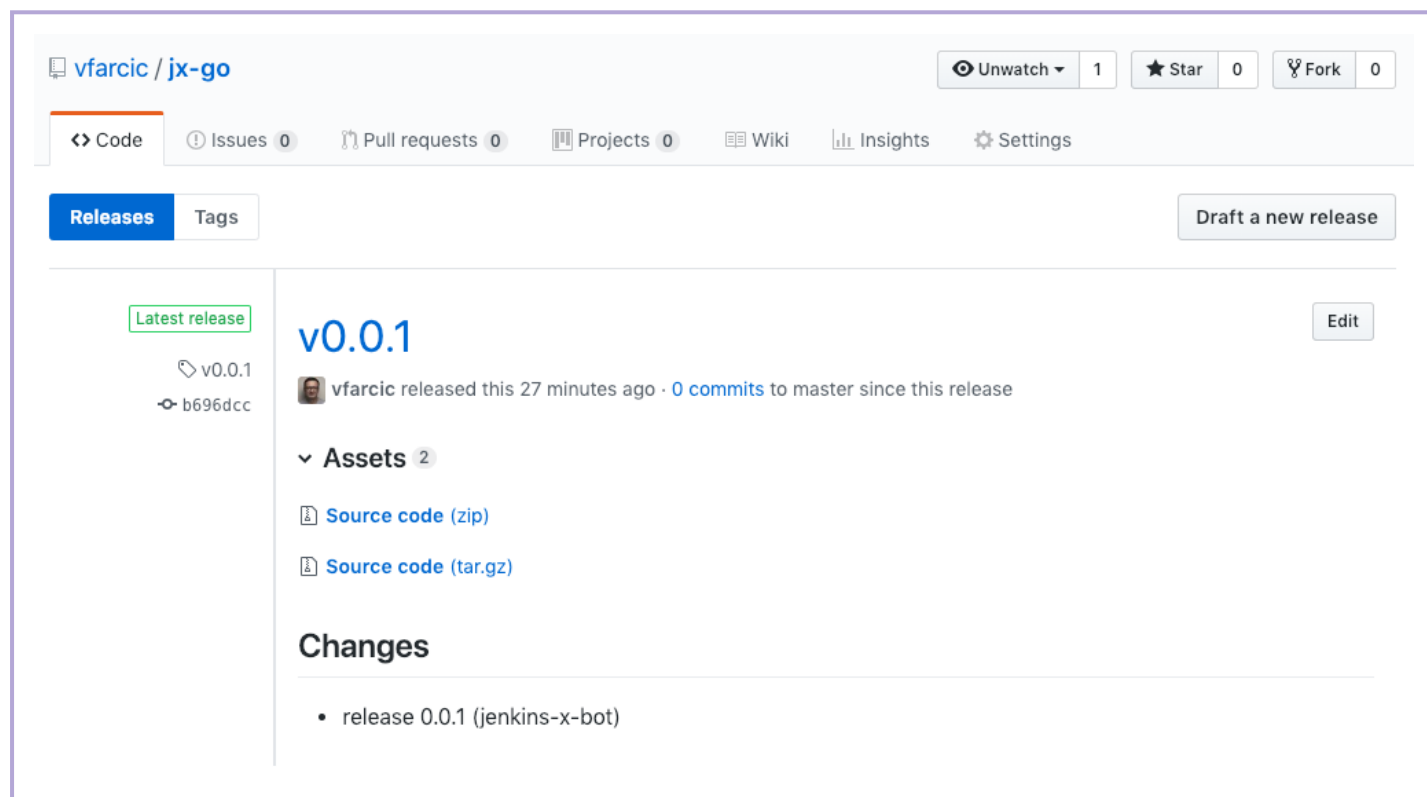 vfarcic / jx-go
Unwatch 1 Star 0 Fork 0
Code Issues 0 Pull requests 0 Projects 0 Wiki Insights Settings
Releases Tags Draft a new release
Latest release
v0.0.1
b696dcc
v0.0.1 Edit
vfarcic released this 27 minutes ago · 0 commits to master since this release
Assets 2
Source code (zip)
Source code (tar.gz)
Changes
• release 0.0.1 (jenkins-x-bot)